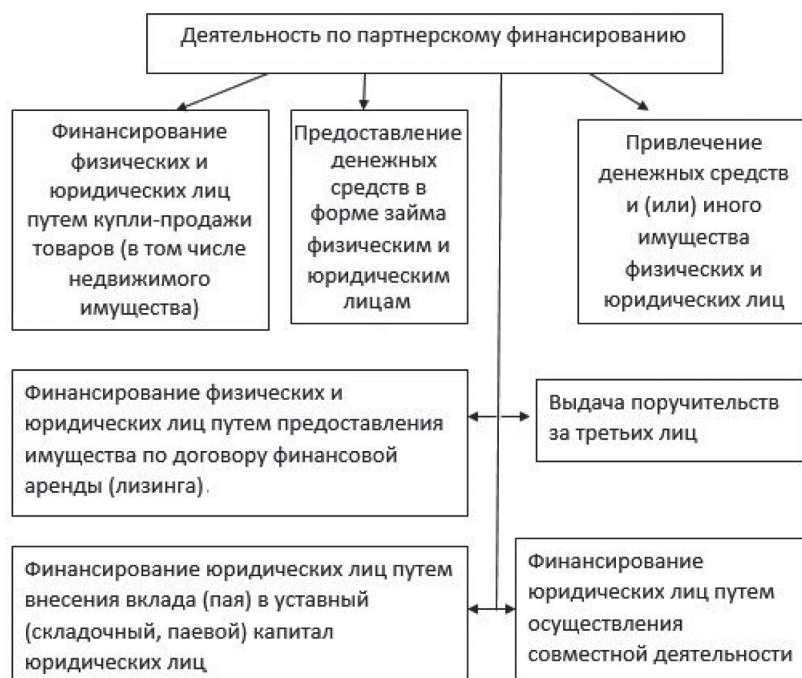 Деятельность по партнерскому финансированию
Финансирование
физических и
юридических лиц
путем купли-продажи
товаров (в том числе
недвижимого
имущества)
Предоставление
денежных
средств в
форме займа
физическим и
юридическим
лицам
Привлечение
денежных средств
и (или) иного
имущества
физических и
юридических лиц
Финансирование физических и
юридических лиц путем предоставления
имущества по договору финансовой
аренды (лизинга).
Выдача поручительств
за третьих лиц
Финансирование юридических лиц путем
внесения вклада (пая) в уставный
(складочный, паевой) капитал
юридических лиц
Финансирование
юридических лиц путем
осуществления
совместной деятельности